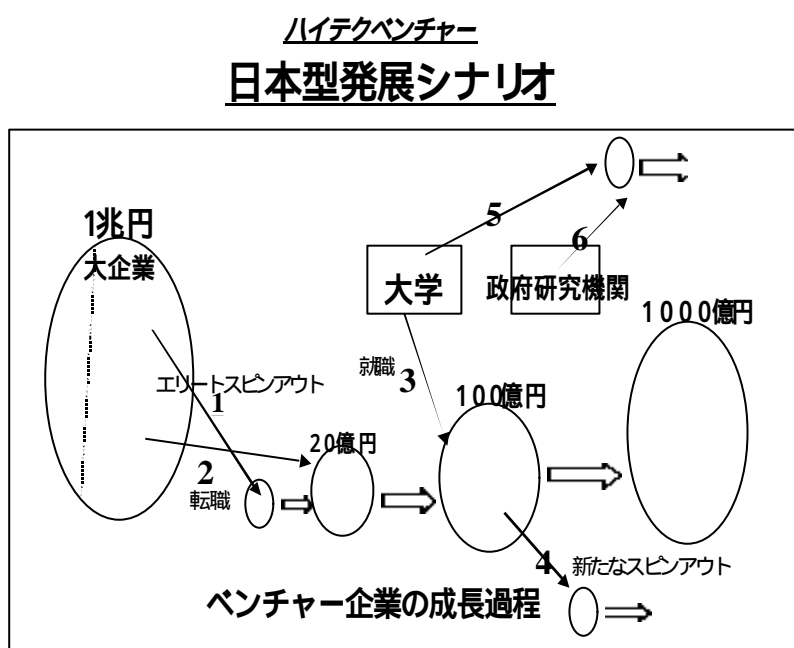 ハイテクベンチャー
日本型発展シナリオ
5
1兆円
大企業
6
大学
政府研究機関
1000億円
就職
3
エリートスピンアウト
1
100億円
20億円
2
転職
4
新たなスピンアウト
ベンチャー企業の成長過程